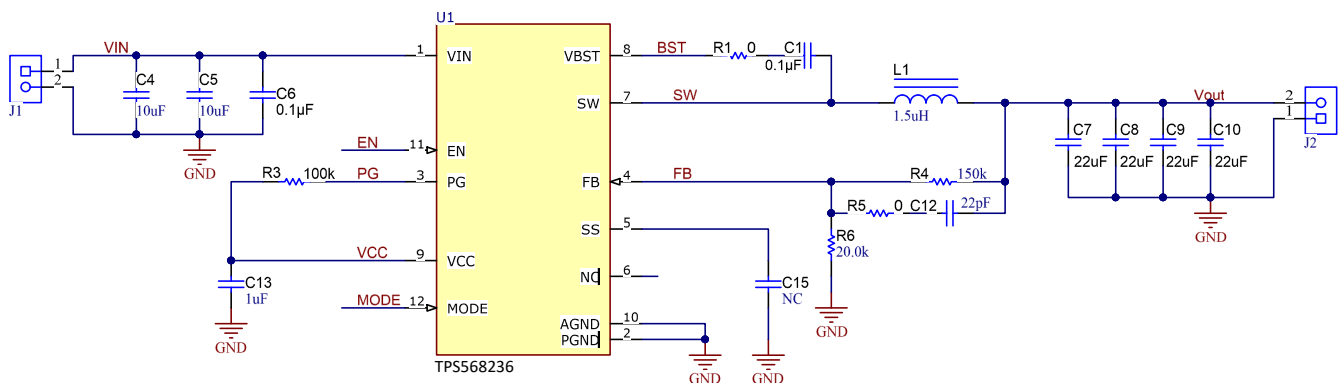 U1
VIN 1 VIN VBST 8 BST R1 0 C1
0.1µF
J1 1 2
C4 10uF
C5 10uF
C6 0.1µF
GND
SW 7 SW
L1
1.5uH
Vout
2
1
J2
C7 22uF
C8 22uF
C9 22uF
C10 22uF
GND
EN 11 EN
R3 100k PG 3 PG
FB 4 FB
R4 150k
R5 0 C12 22pF
R6
20.0k
GND
SS 5
C15
NC
GND
VCC 9 VCC
C13
1uF
GND
NC 6
MODE 12 MODE
AGND 10
PGND 2
GND
TPS568236